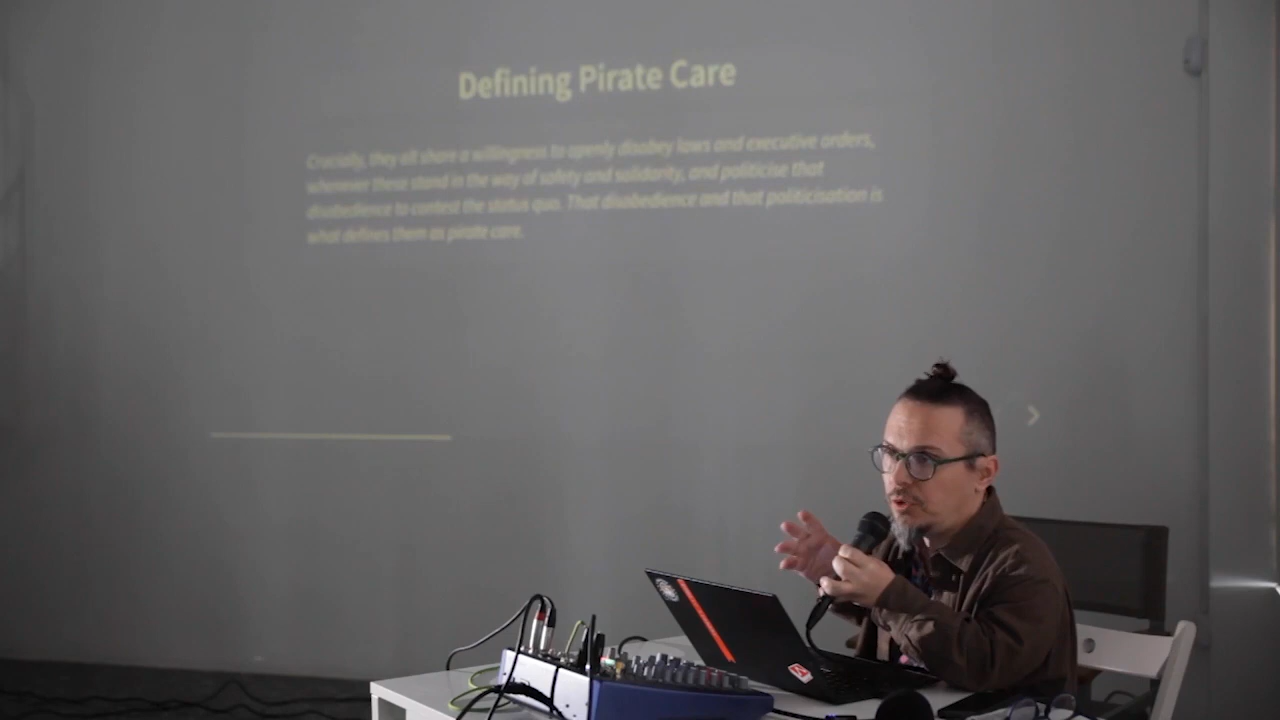 Defining Pirate Care
Crucially, they all share a willingness to openly disobey laws and executive orders,
wherever these stand in the way of safety and solidarity, and politicise that
disobedience to contest the status quo. That disobedience and that politicisation is
what defines them as pirate care.